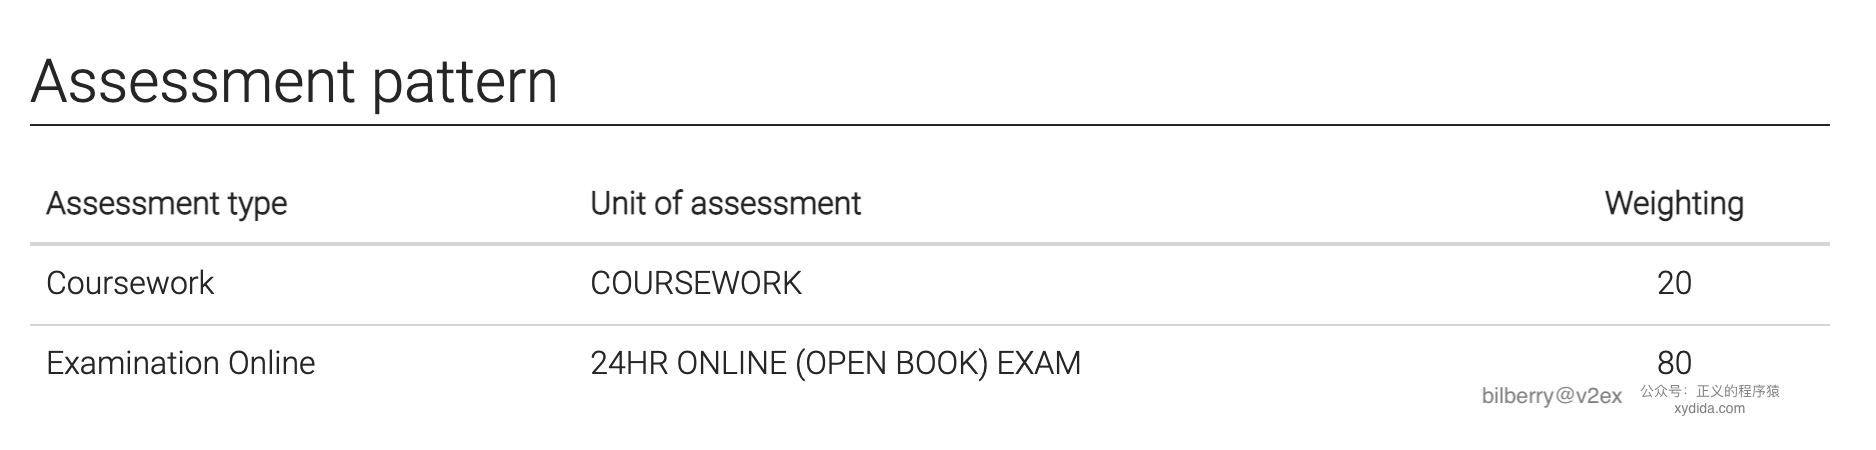 Assessment pattern
Assessment type Unit of assessment Weighting
Coursework COURSEWORK 20
Examination Online 24HR ONLINE (OPEN BOOK) EXAM 80
bilberry@v2ex
公众号：正义的程序猿
xydida.com